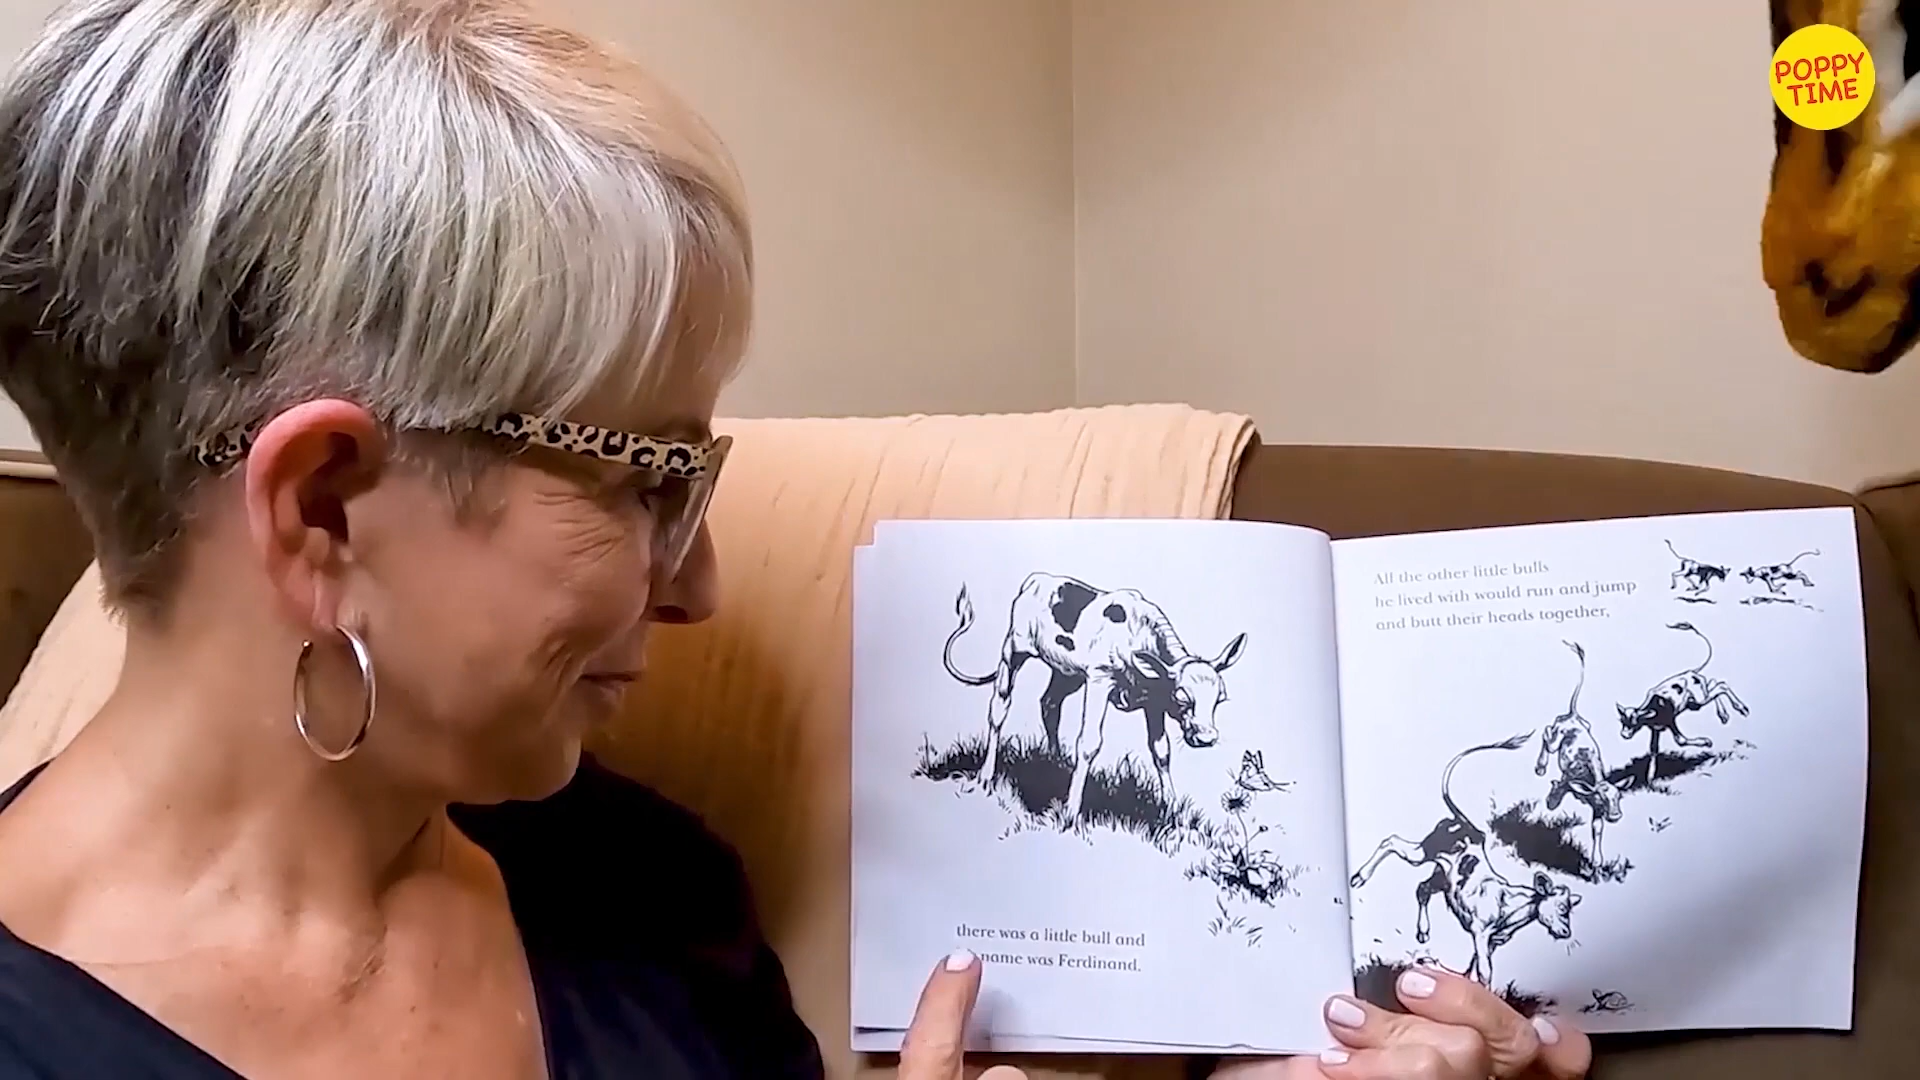 POPPY
TIME
All the other little bulls
he lived with would run and jump
and butt their heads together,
there was a little bull and
name was Ferdinand.